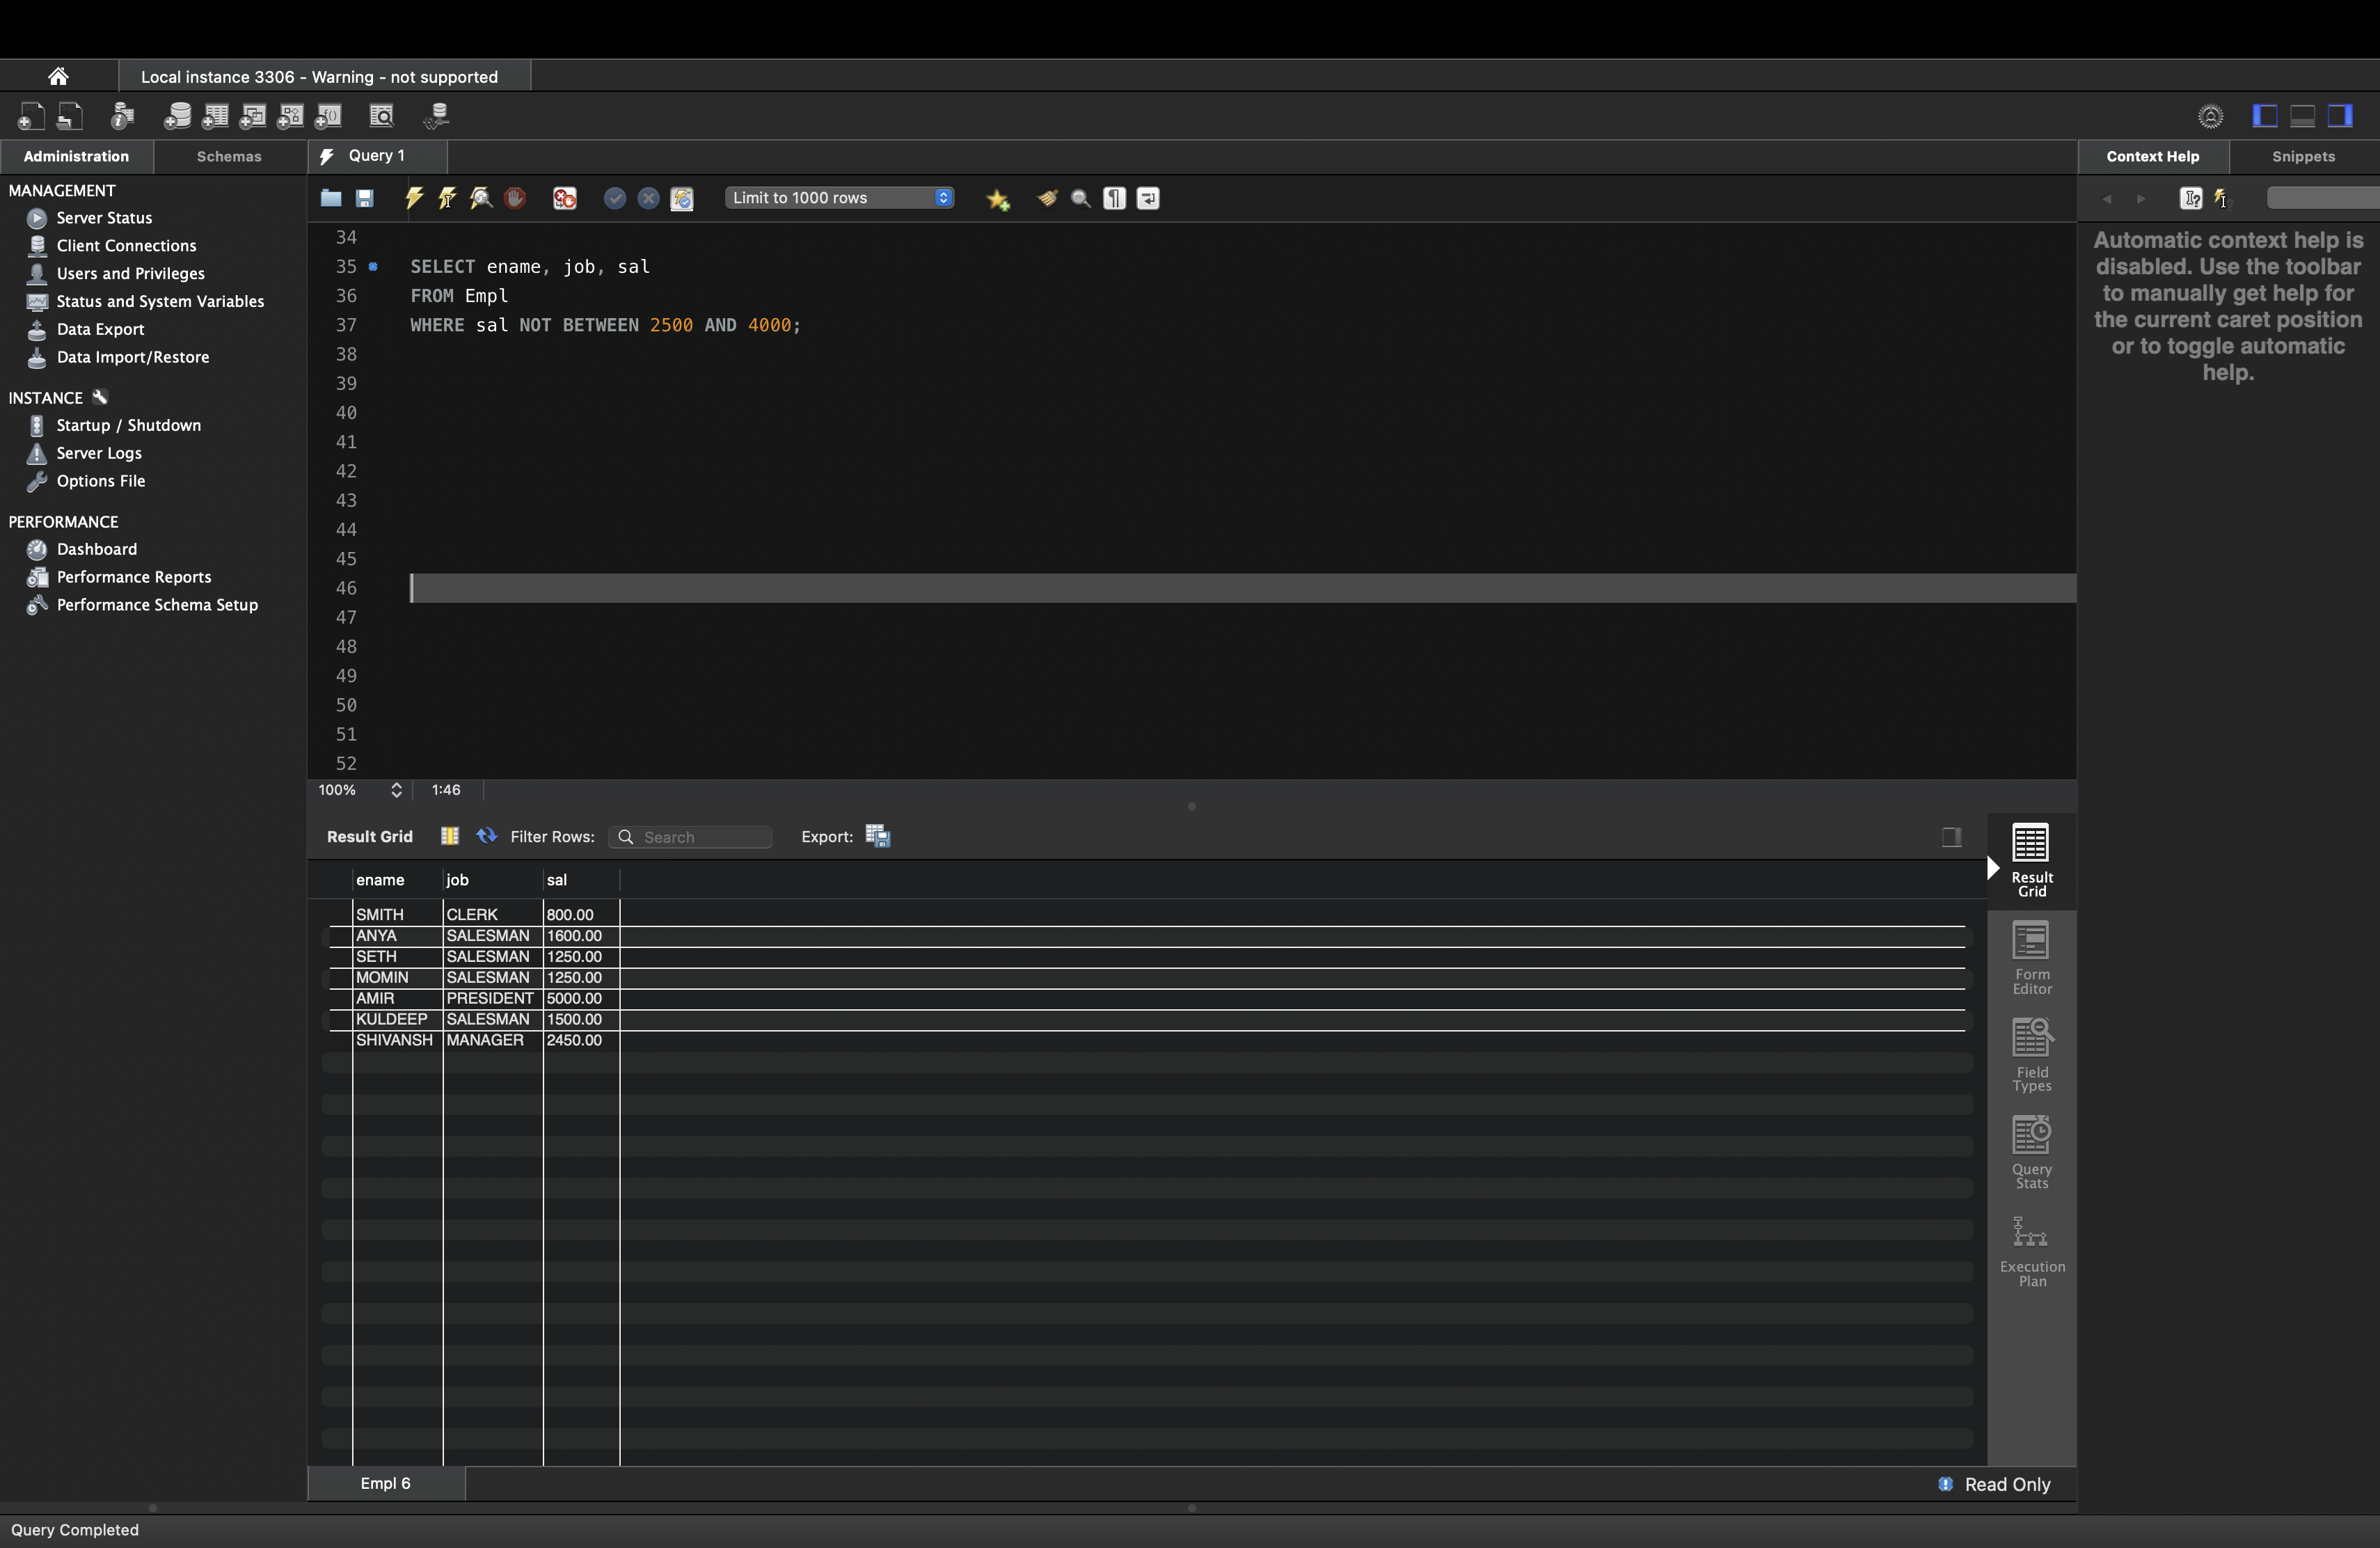 Local instance 3306 - Warning - not supported
Administration
Schemas
Query 1
Context Help
Snippets
MANAGEMENT
Server Status
Client Connections
Users and Privileges
Status and System Variables
Data Export
Data Import/Restore
INSTANCE
Startup / Shutdown
Server Logs
Options File
PERFORMANCE
Dashboard
Performance Reports
Performance Schema Setup
Limit to 1000 rows
34
35 SELECT ename, job, sal
36 FROM Empl
37 WHERE sal NOT BETWEEN 2500 AND 4000;
38
39
40
41
42
43
44
45
46
47
48
49
50
51
52
100%
1:46
Automatic context help is
disabled. Use the toolbar
to manually get help for
the current caret position
or to toggle automatic
help.
Result Grid
Filter Rows:
Search
Export:
ename job sal
SMITH CLERK 800.00
ANYA SALESMAN 1600.00
SETH SALESMAN 1250.00
MOMIN SALESMAN 1250.00
AMIR PRESIDENT 5000.00
KULDEEP SALESMAN 1500.00
SHIVANSH MANAGER 2450.00
Result
Grid
Form
Editor
Field
Types
Query
Stats
Execution
Plan
Empl 6
Read Only
Query Completed